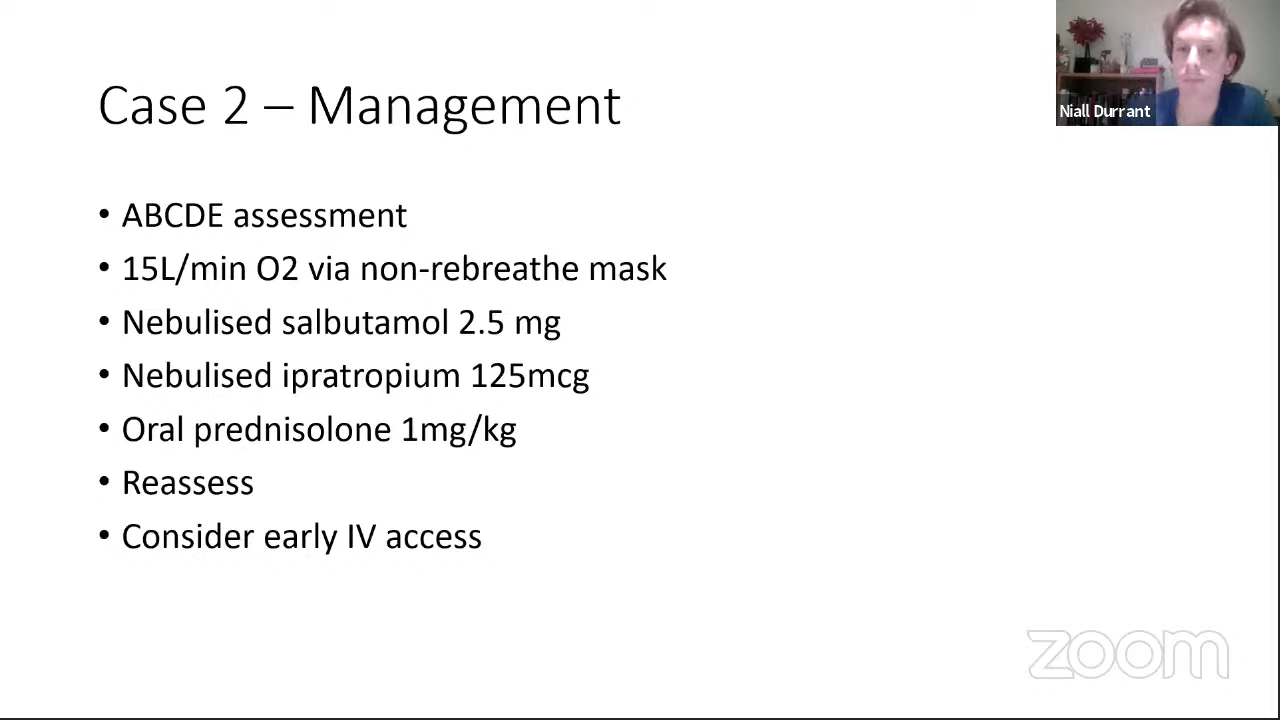 Case 2 – Management
Niall Durrant
• ABCDE assessment
• 15L/min O2 via non-rebreathe mask
• Nebulised salbutamol 2.5 mg
• Nebulised ipratropium 125mcg
• Oral prednisolone 1mg/kg
• Reassess
• Consider early IV access
zoom